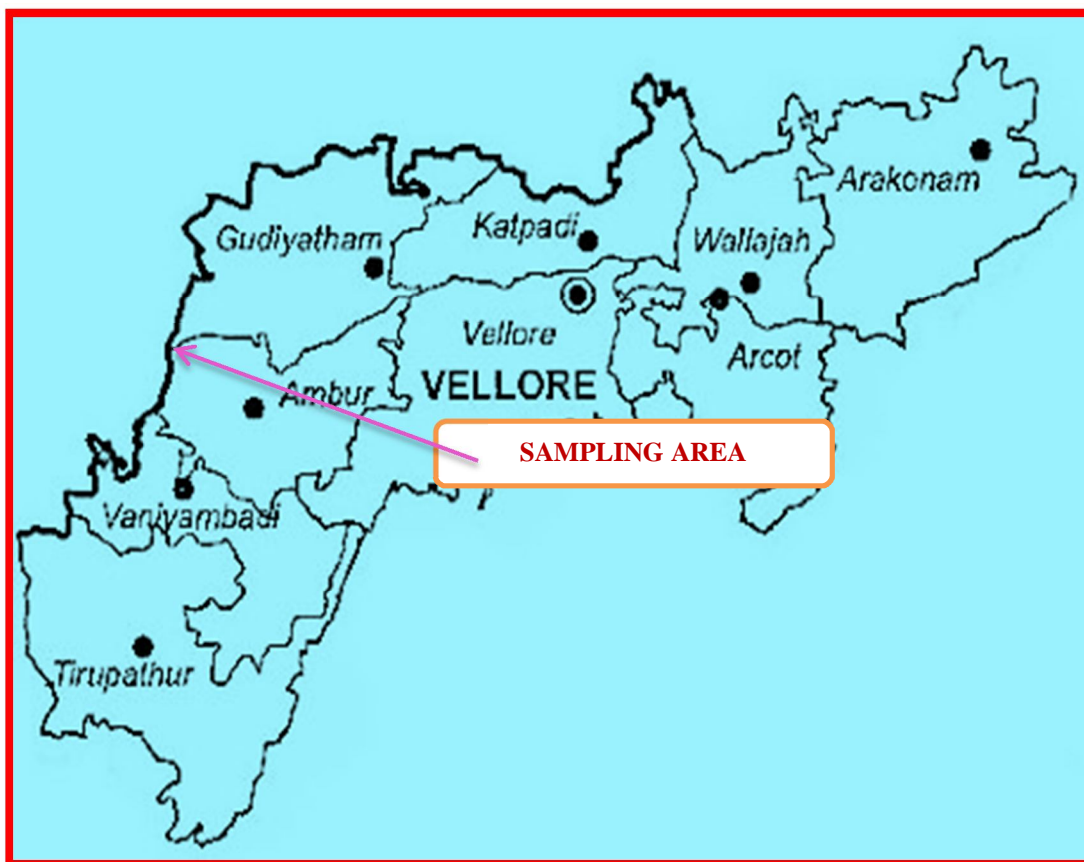 Arakonam
Gudiyatham
Katpadi
Wallajah
Vellore
Arcot
VELLORE
Ambur
SAMPLING AREA
Vaniyambadi
Tirupathur